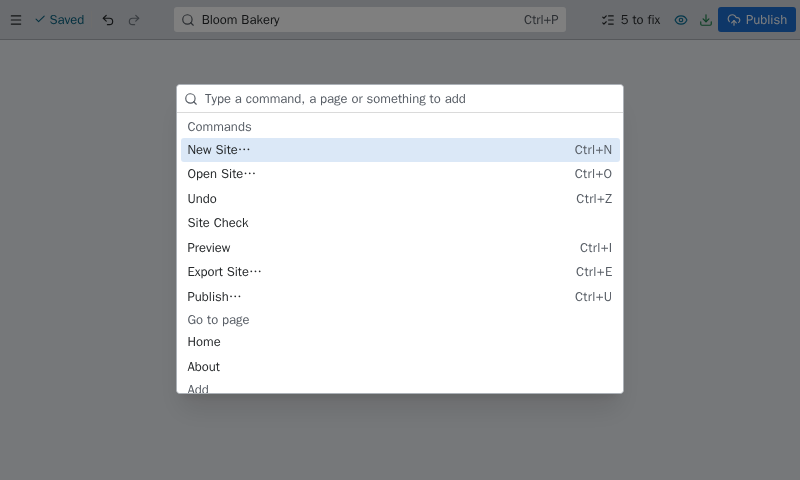 Saved
Bloom Bakery Ctrl+P
5 to fix
Publish
Type a command, a page or something to add
Commands
New Site… Ctrl+N
Open Site… Ctrl+O
Undo Ctrl+Z
Site Check
Preview Ctrl+I
Export Site… Ctrl+E
Publish… Ctrl+U
Go to page
Home
About
Add